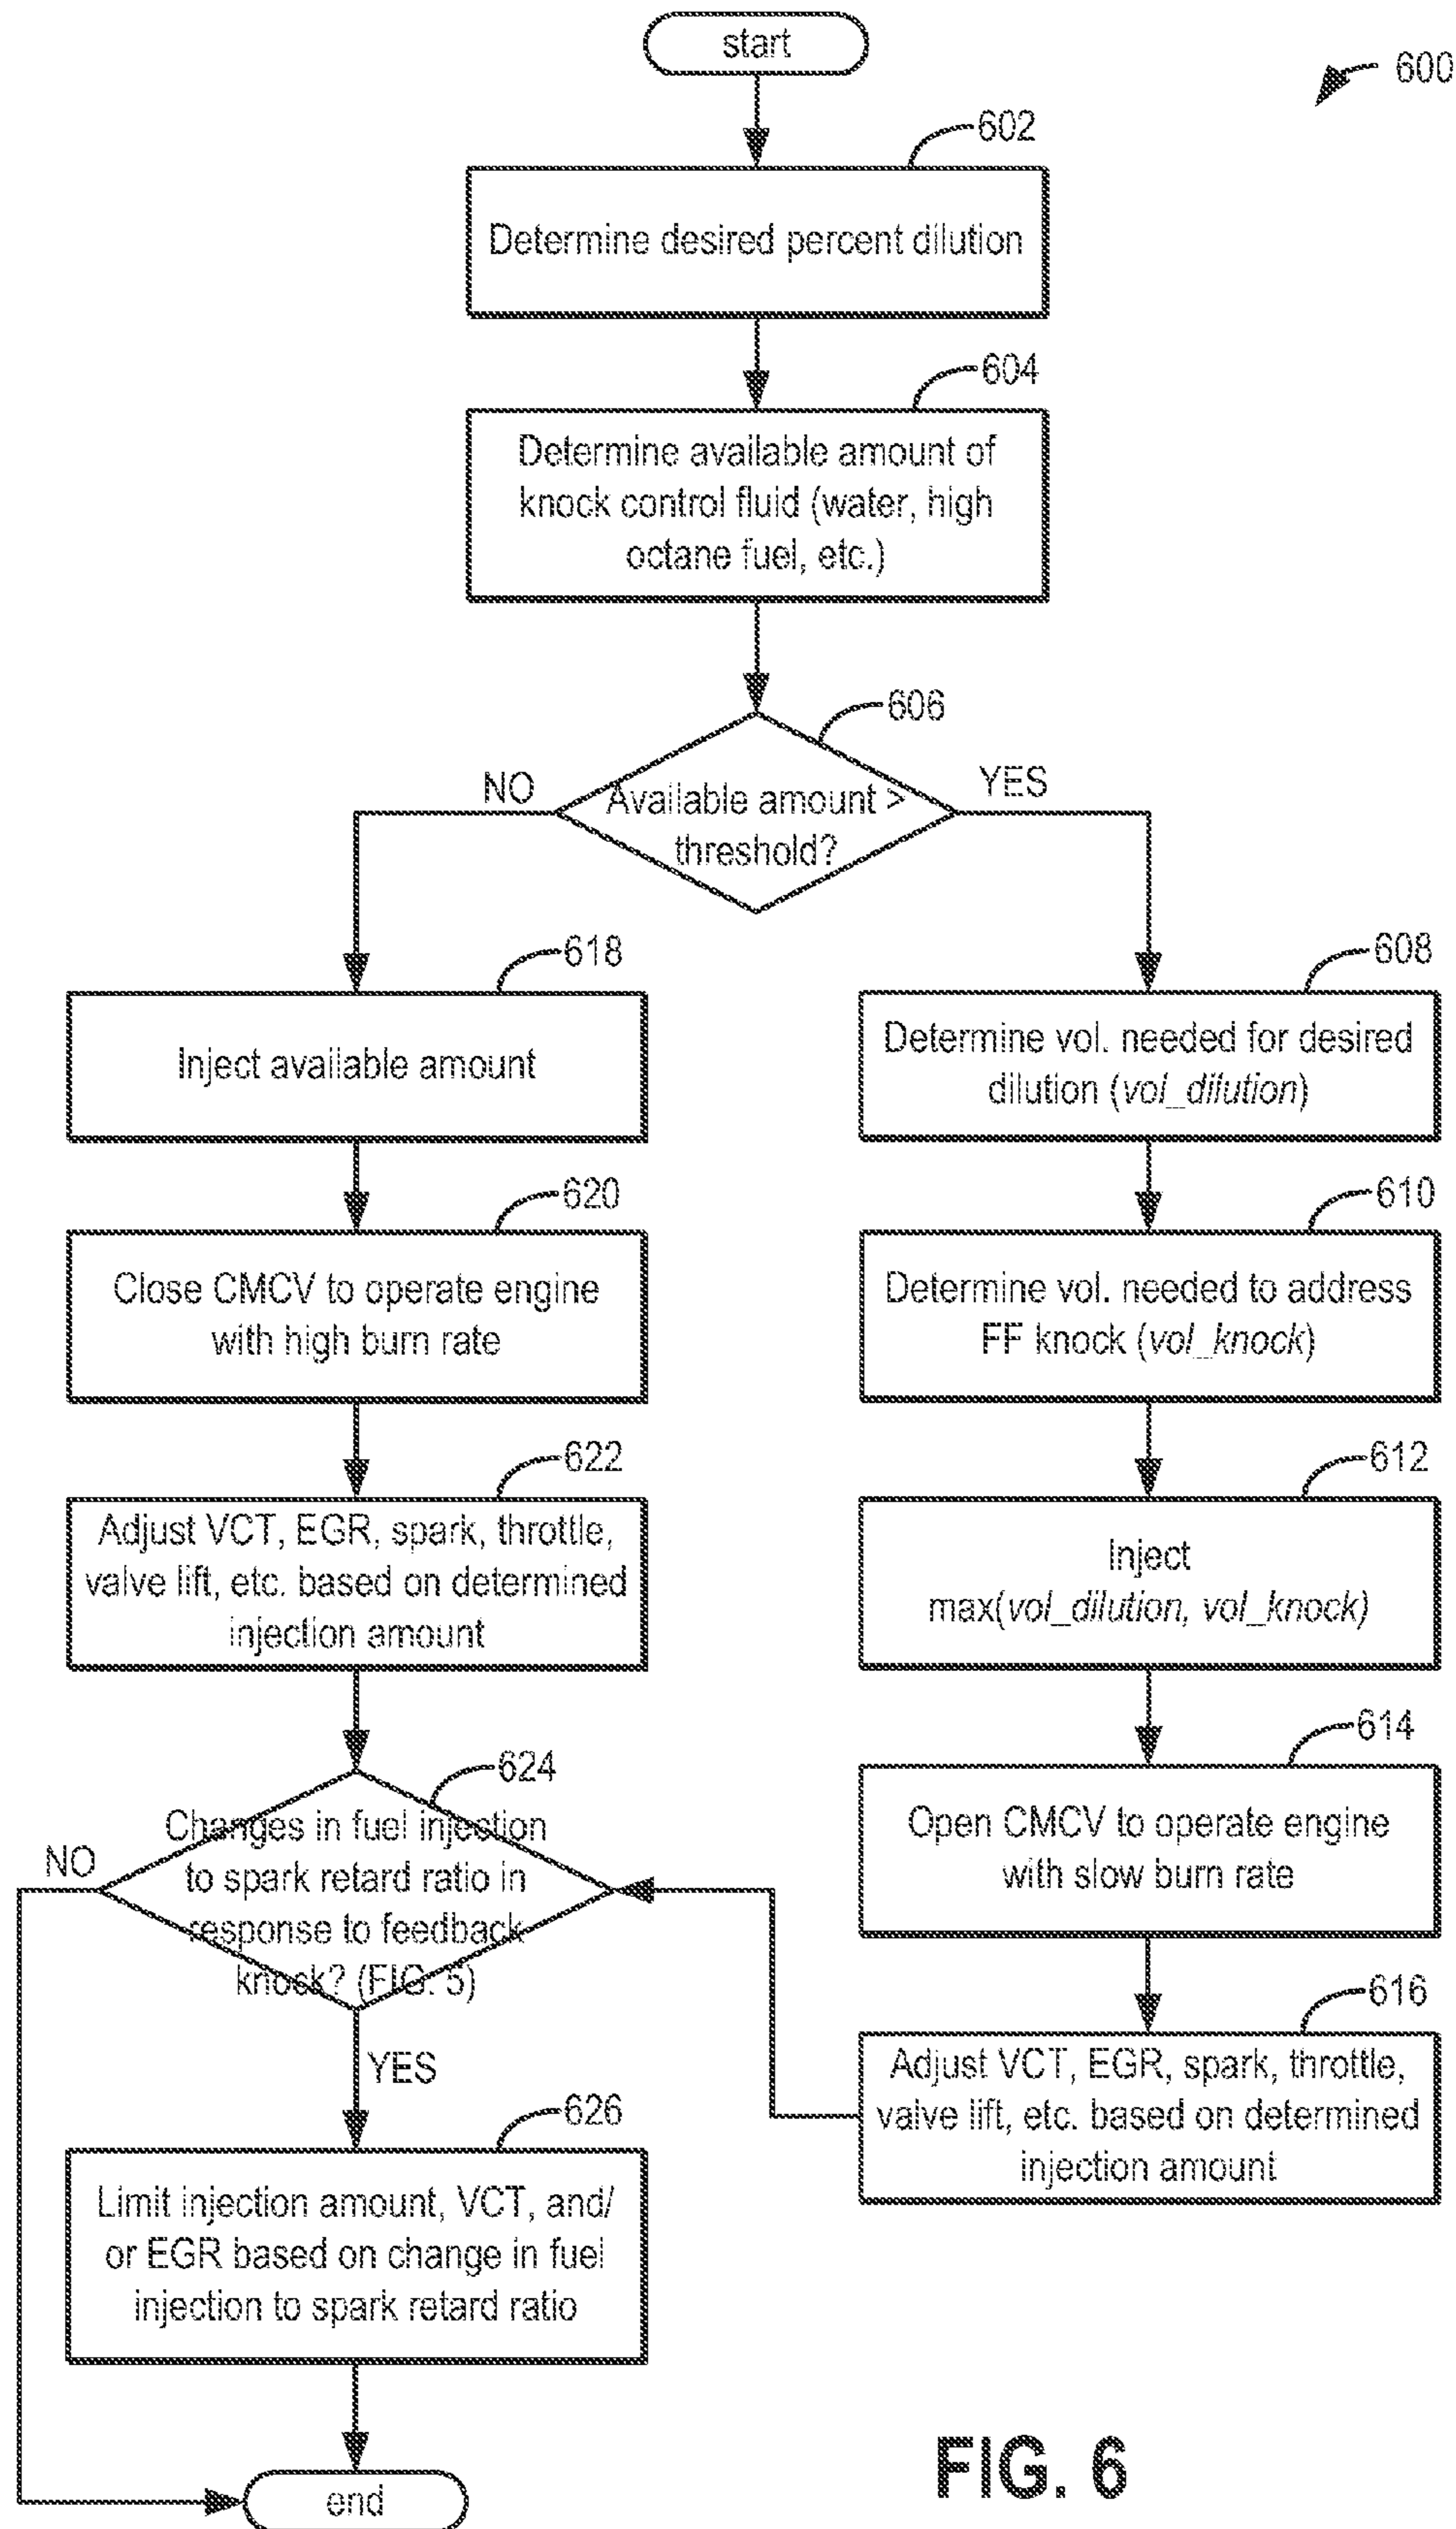 start
600
602
Determine desired percent dilution
604
Determine available amount of
knock control fluid (water, high
octane fuel, etc.)
606
NO
YES
Available amount >
threshold?
618
Inject available amount
620
Close CMCV to operate engine
with high burn rate
622
Adjust VCT, EGR, spark, throttle,
valve lift, etc. based on determined
injection amount
608
Determine vol. needed for desired
dilution (vol_dilution)
610
Determine vol. needed to address
FF knock (vol_knock)
612
Inject
max(vol_dilution, vol_knock)
614
Open CMCV to operate engine
with slow burn rate
616
Adjust VCT, EGR, spark, throttle,
valve lift, etc. based on determined
injection amount
624
Changes in fuel injection
to spark retard ratio in
response to feedback
knock? (FIG. 5)
NO
YES
626
Limit injection amount, VCT, and/
or EGR based on change in fuel
injection to spark retard ratio
end
FIG. 6